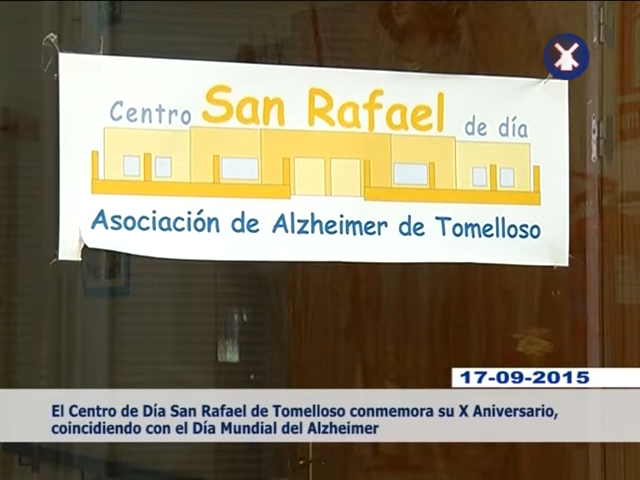 Centro San Rafael de día
Asociación de Alzheimer de Tomelloso
17-09-2015
El Centro de Día San Rafael de Tomelloso conmemora su X Aniversario,
coincidiendo con el Día Mundial del Alzheimer